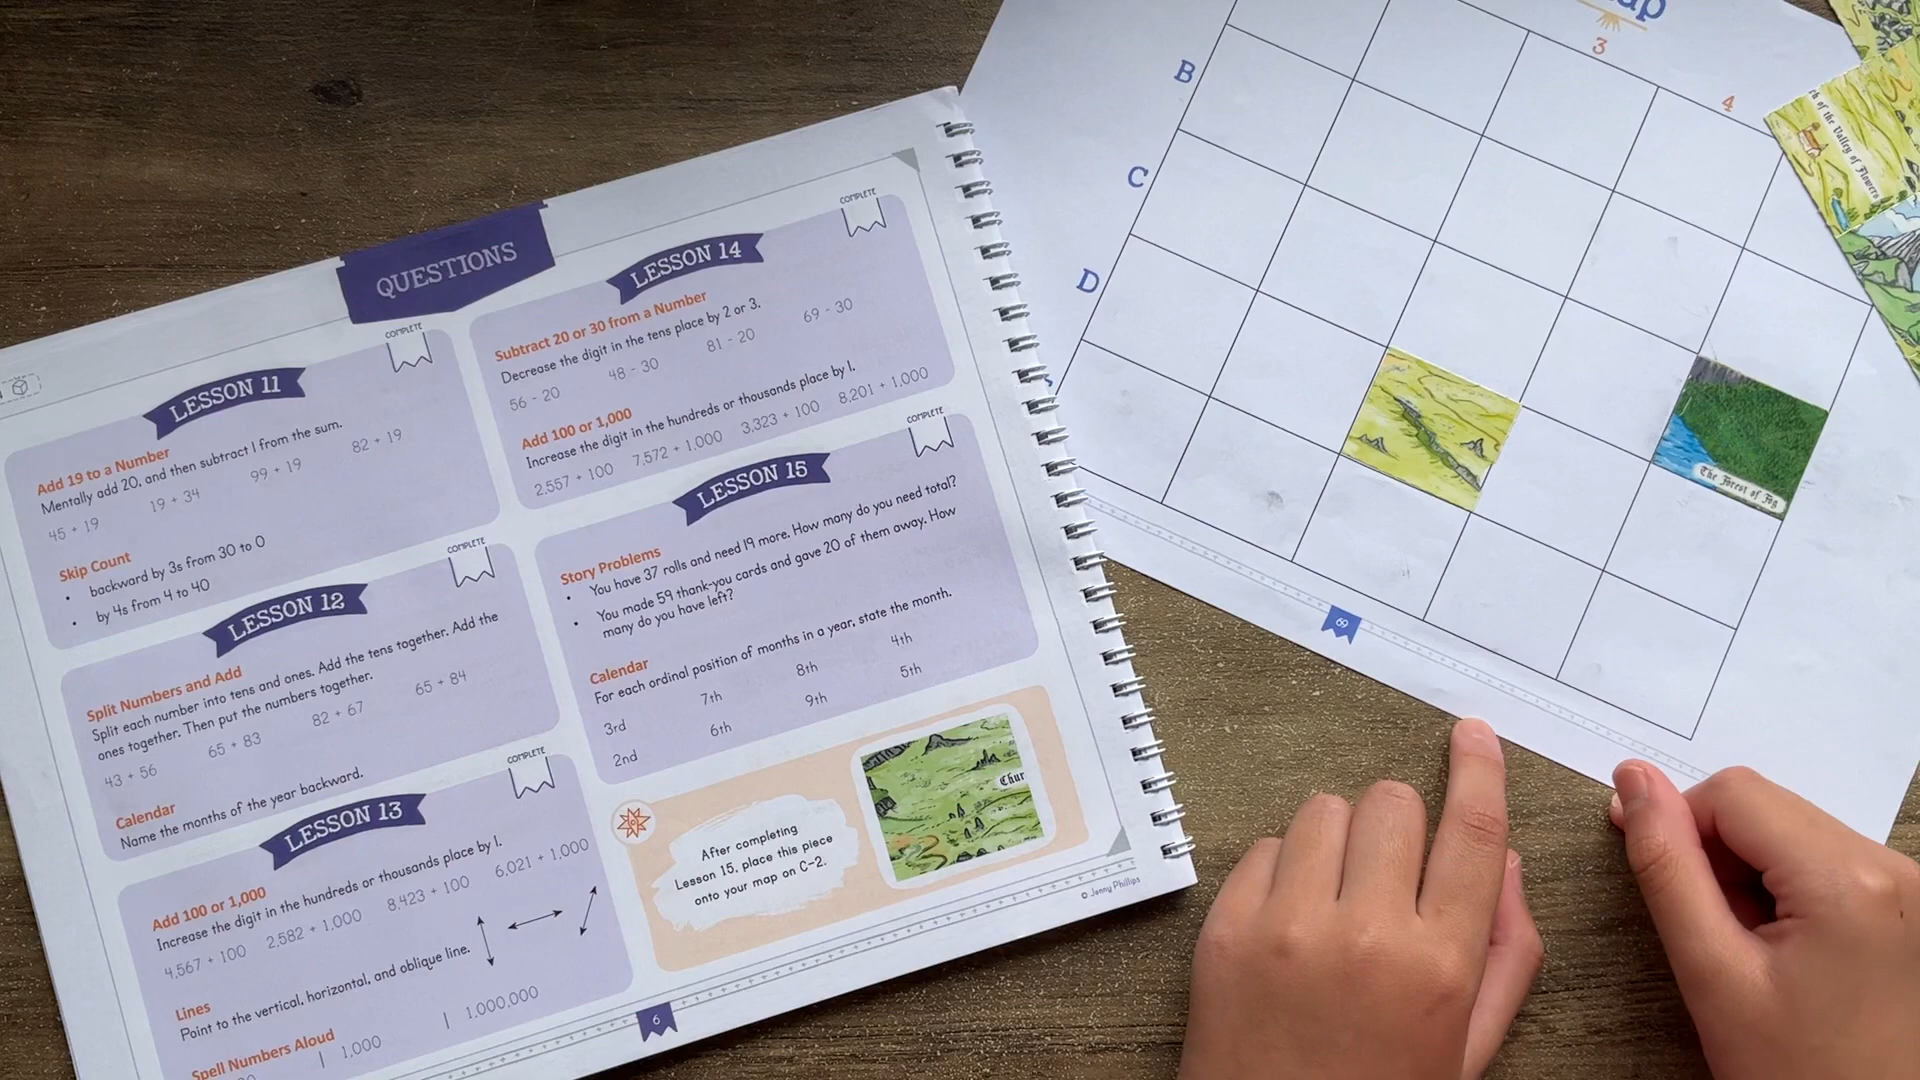 QUESTIONS
COMPLETE
LESSON 11
Add 19 to a Number
Mentally add 20, and then subtract 1 from the sum.
45 + 19 19 + 34 99 + 19 82 + 19
Skip Count
• backward by 3s from 30 to 0
• by 4s from 4 to 40
COMPLETE
LESSON 12
Split Numbers and Add
Split each number into tens and ones. Add the tens together. Add the
ones together. Then put the numbers together.
43 + 56 65 + 83 82 + 67 65 + 84
Calendar
Name the months of the year backward.
COMPLETE
LESSON 13
Add 100 or 1,000
Increase the digit in the hundreds or thousands place by 1.
4,567 + 100 2,582 + 1,000 8,423 + 100 6,021 + 1,000
Lines
Point to the vertical, horizontal, and oblique line.
Spell Numbers Aloud
| 1,000 | 1,000,000
COMPLETE
LESSON 14
Subtract 20 or 30 from a Number
Decrease the digit in the tens place by 2 or 3.
56 - 20 48 - 30 81 - 20 69 - 30
Add 100 or 1,000
Increase the digit in the hundreds or thousands place by 1.
2,557 + 100 7,572 + 1,000 3,323 + 100 8,201 + 1,000
COMPLETE
LESSON 15
Story Problems
• You have 37 rolls and need 19 more. How many do you need total?
• You made 59 thank-you cards and gave 20 of them away. How
many do you have left?
Calendar
For each ordinal position of months in a year, state the month.
3rd 7th 8th 4th
2nd 6th 9th 5th
After completing
Lesson 15, place this piece
onto your map on C-2.
Chur
6
© Jenny Phillips
3
4
B
C
D
The Forest of Fog
69
of the Valley of Flowers